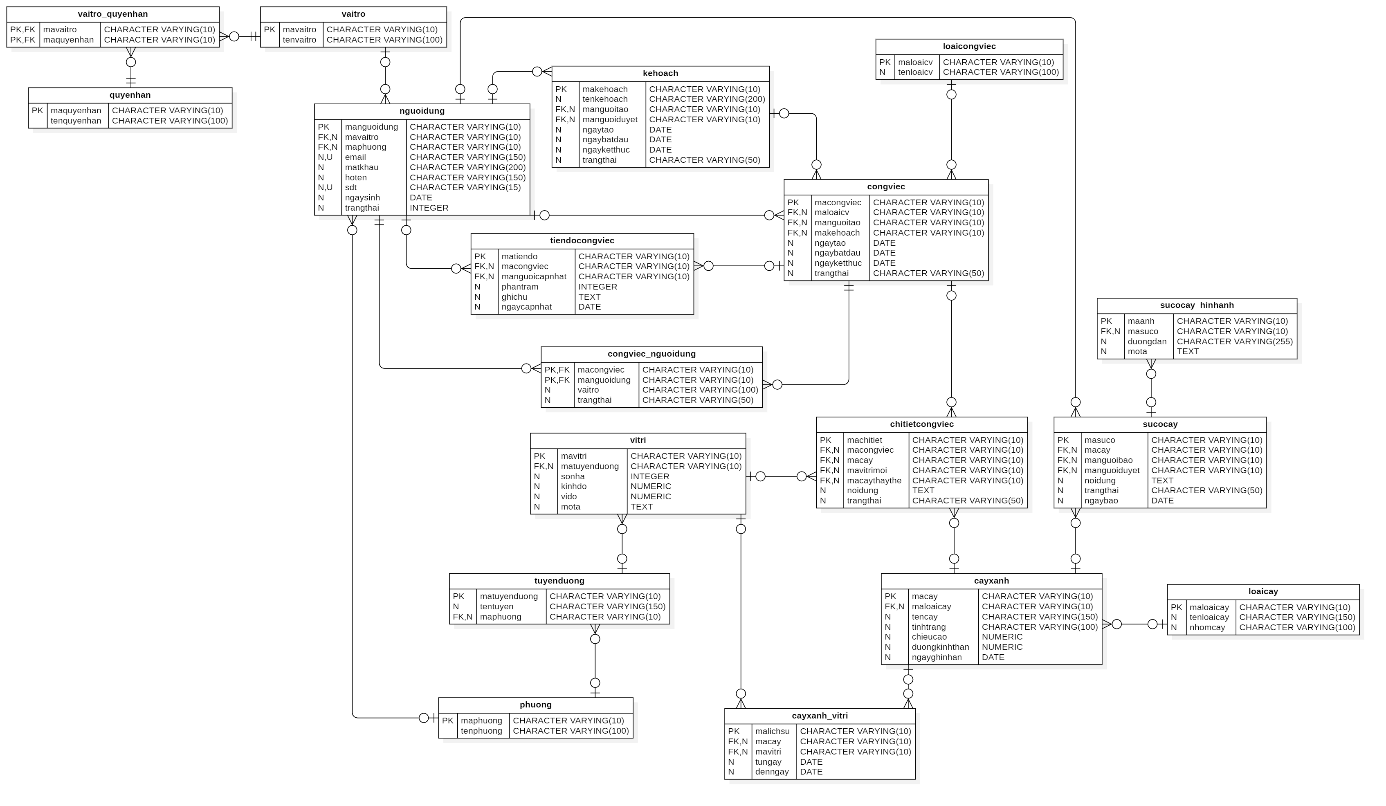 vaitro_quyenhan
PK,FK mavaitro CHARACTER VARYING(10)
PK,FK maquyenhan CHARACTER VARYING(10)
vaitro
PK mavaitro CHARACTER VARYING(10)
tenvaitro CHARACTER VARYING(100)
quyenhan
PK maquyenhan CHARACTER VARYING(10)
tenquyenhan CHARACTER VARYING(100)
nguoidung
PK manguoidung CHARACTER VARYING(10)
FK,N mavaitro CHARACTER VARYING(10)
FK,N maphuong CHARACTER VARYING(10)
N,U email CHARACTER VARYING(150)
N matkhau CHARACTER VARYING(200)
N hoten CHARACTER VARYING(150)
N,U sdt CHARACTER VARYING(15)
N ngaysinh DATE
N trangthai INTEGER
kehoach
PK makehoach CHARACTER VARYING(10)
N tenkehoach CHARACTER VARYING(200)
FK,N manguoitao CHARACTER VARYING(10)
FK,N manguoiduyet CHARACTER VARYING(10)
N ngaytao DATE
N ngaybatdau DATE
N ngayketthuc DATE
N trangthai CHARACTER VARYING(50)
loaicongviec
PK maloaicv CHARACTER VARYING(10)
N tenloaicv CHARACTER VARYING(100)
congviec
PK macongviec CHARACTER VARYING(10)
FK,N maloaicv CHARACTER VARYING(10)
FK,N manguoitao CHARACTER VARYING(10)
FK,N makehoach CHARACTER VARYING(10)
N ngaytao DATE
N ngaybatdau DATE
N ngayketthuc DATE
N trangthai CHARACTER VARYING(50)
tiendocongviec
PK matiendo CHARACTER VARYING(10)
FK,N macongviec CHARACTER VARYING(10)
FK,N manguoicapnhat CHARACTER VARYING(10)
N phantram INTEGER
N ghichu TEXT
N ngaycapnhat DATE
sucocay_hinhanh
PK maanh CHARACTER VARYING(10)
FK,N masuco CHARACTER VARYING(10)
N duongdan CHARACTER VARYING(255)
N mota TEXT
congviec_nguoidung
PK,FK macongviec CHARACTER VARYING(10)
PK,FK manguoidung CHARACTER VARYING(10)
N vaitro CHARACTER VARYING(100)
N trangthai CHARACTER VARYING(50)
vitri
PK mavitri CHARACTER VARYING(10)
FK,N matuyenduong CHARACTER VARYING(10)
N sonha INTEGER
N kinhdo NUMERIC
N vido NUMERIC
N mota TEXT
chitietcongviec
PK machitiet CHARACTER VARYING(10)
FK,N macongviec CHARACTER VARYING(10)
FK,N macay CHARACTER VARYING(10)
FK,N mavitrimoi CHARACTER VARYING(10)
FK,N macaythaythe CHARACTER VARYING(10)
N noidung TEXT
N trangthai CHARACTER VARYING(50)
sucocay
PK masuco CHARACTER VARYING(10)
FK,N macay CHARACTER VARYING(10)
FK,N manguoibao CHARACTER VARYING(10)
FK,N manguoiduyet CHARACTER VARYING(10)
N noidung TEXT
N trangthai CHARACTER VARYING(50)
N ngaybao DATE
tuyenduong
PK matuyenduong CHARACTER VARYING(10)
N tentuyen CHARACTER VARYING(150)
FK,N maphuong CHARACTER VARYING(10)
cayxanh
PK macay CHARACTER VARYING(10)
FK,N maloaicay CHARACTER VARYING(10)
N tencay CHARACTER VARYING(150)
N tinhtrang CHARACTER VARYING(100)
N chieucao NUMERIC
N duongkinhthan NUMERIC
N ngayghinhan DATE
loaicay
PK maloaicay CHARACTER VARYING(10)
N tenloaicay CHARACTER VARYING(150)
N nhomcay CHARACTER VARYING(100)
phuong
PK maphuong CHARACTER VARYING(10)
tenphuong CHARACTER VARYING(100)
cayxanh_vitri
PK malichsu CHARACTER VARYING(10)
FK,N macay CHARACTER VARYING(10)
FK,N mavitri CHARACTER VARYING(10)
N tungay DATE
N denngay DATE